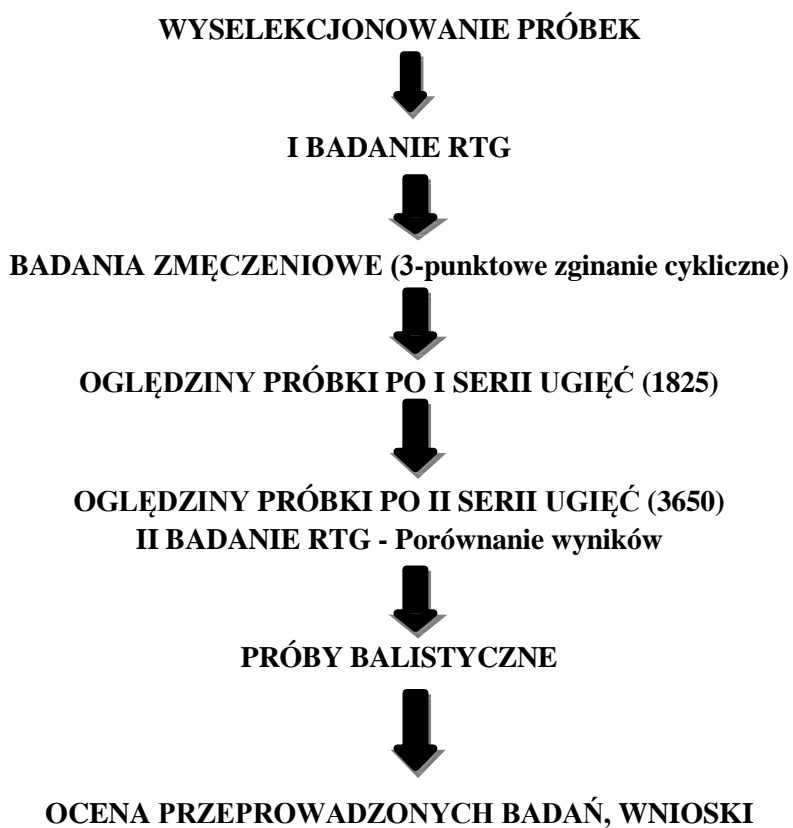 WYSELEKCJONOWANIE PRÓBEK
I BADANIE RTG
BADANIA ZMĘCZENIOWE (3-punktowe zginanie cykliczne)
OGLĘDZINY PRÓBKI PO I SERII UGIĘĆ (1825)
OGLĘDZINY PRÓBKI PO II SERII UGIĘĆ (3650)
II BADANIE RTG - Porównanie wyników
PRÓBY BALISTYCZNE
OCENA PRZEPROWADZONYCH BADAŃ, WNIOSKI